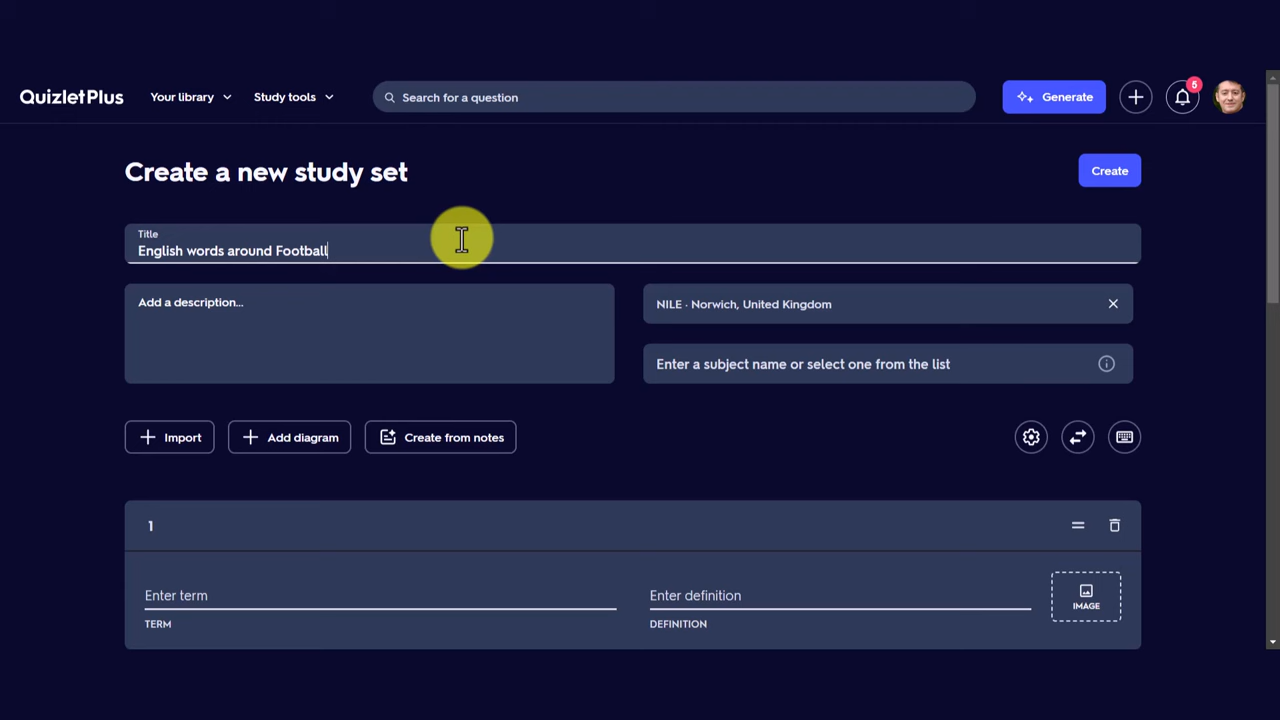 QuizletPlus
Your library
Study tools
Search for a question
Generate
5
Create a new study set
Create
Title
English words around Football
Add a description...
NILE · Norwich, United Kingdom
Enter a subject name or select one from the list
Import
Add diagram
Create from notes
1
Enter term
Enter definition
IMAGE
TERM
DEFINITION